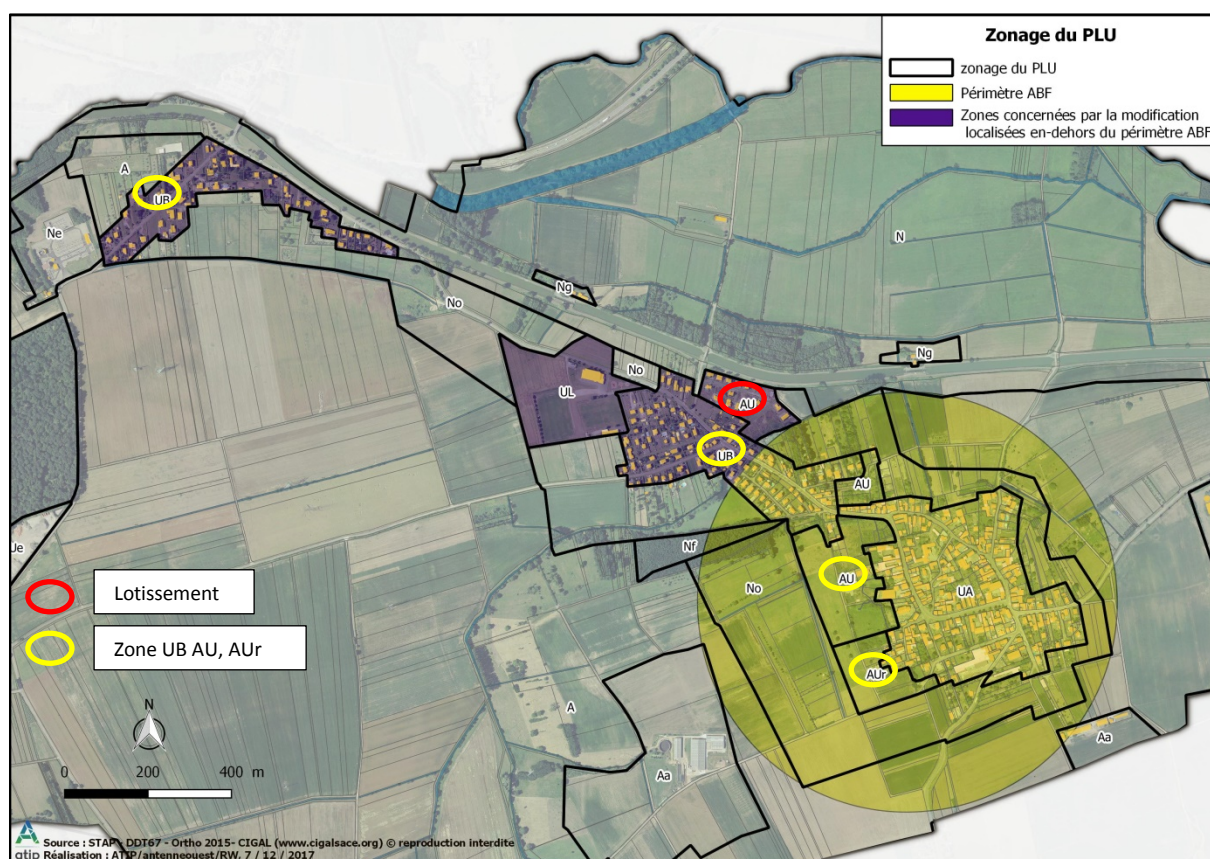 Zonage du PLU
zonage du PLU
Périmètre ABF
Zones concernées par la modification
localisées en-dehors du périmètre ABF
A
UB
Ne
N
No
Ng
Ng
No
UL
AU
UB
AU
Nf
No
AU
UA
AUr
Ue
A
Aa
Aa
Lotissement
Zone UB AU, AUr
N
0 200 400 m
atip
Source : STAP - DDT67 - Ortho 2015- CIGAL (www.cigalsace.org) © reproduction interdite
Réalisation : ATIP/antenneouest/RW, 7 / 12 / 2017